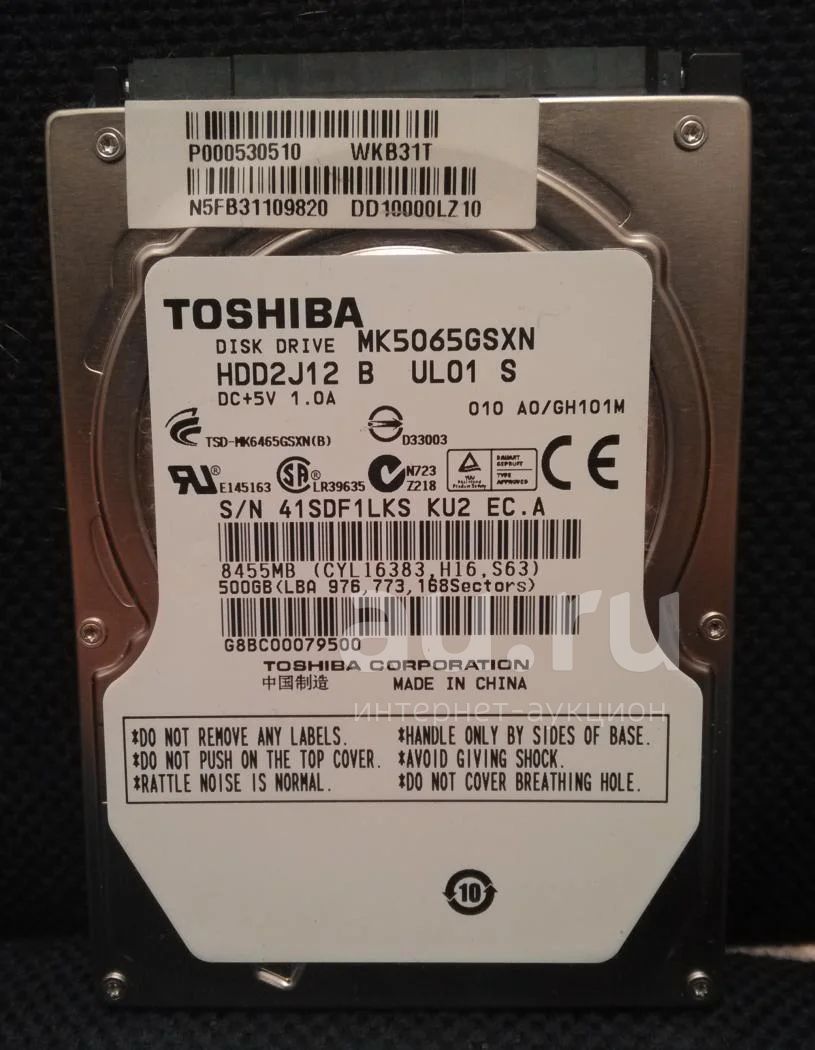 P000530510 WKB31T
N5FB31109820 DD10000LZ10
TOSHIBA
DISK DRIVE MK5065GSXN
HDD2J12 B UL01 S
DC+5V 1.0A
010 A0/GH101M
TSD-MK6465GSXN(B)
D33003
E145163
SA ® LR39635
N723
Z218
CE
S/N 41SDF1LKS KU2 EC.A
8455MB (CYL16383,H16,S63)
500GB(LBA 976,773,168Sectors)
G8BC00079500
TOSHIBA CORPORATION
中国制造 MADE IN CHINA
au.ru
интернет-аукцион
*DO NOT REMOVE ANY LABELS. *HANDLE ONLY BY SIDES OF BASE.
*DO NOT PUSH ON THE TOP COVER. *AVOID GIVING SHOCK.
*RATTLE NOISE IS NORMAL. *DO NOT COVER BREATHING HOLE.
10